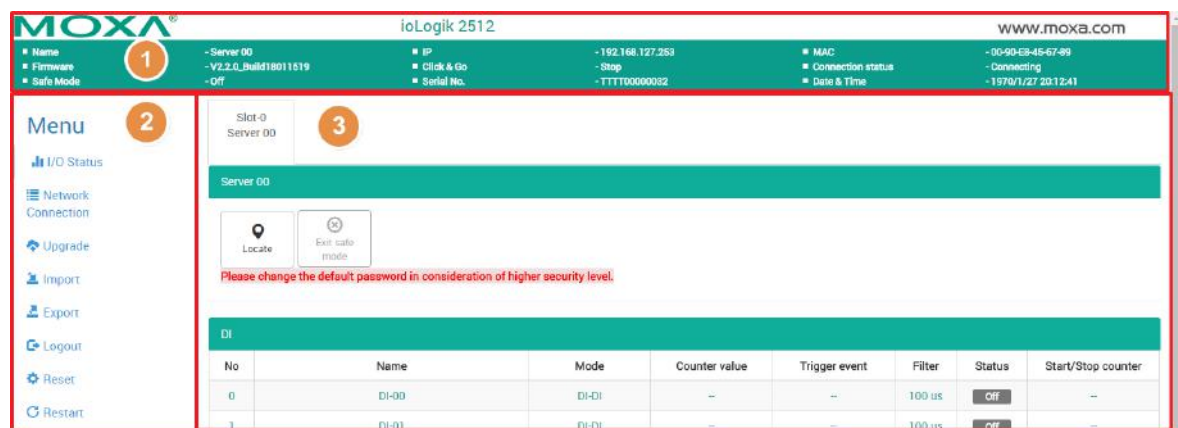 MOXA®
ioLogik 2512
www.moxa.com
Name - Server 00 IP - 192.168.127.253 MAC - 00-90-E8-45-67-89
Firmware - V2.2.0_Build18011519 Click & Go - Stop Connection status - Connecting
Safe Mode - Off Serial No. - TTTT00000032 Date & Time - 1970/1/27 20:12:41
1
Menu
2
I/O Status
Network
Connection
Upgrade
Import
Export
Logout
Reset
Restart
Slot-0
Server 00
3
Server 00
Locate
Exit safe
mode
Please change the default password in consideration of higher security level.
DI
No Name Mode Counter value Trigger event Filter Status Start/Stop counter
0 DI-00 DI-DI -- -- 100 us Off --
1 DI-01 DI-DI -- -- 100 us Off --